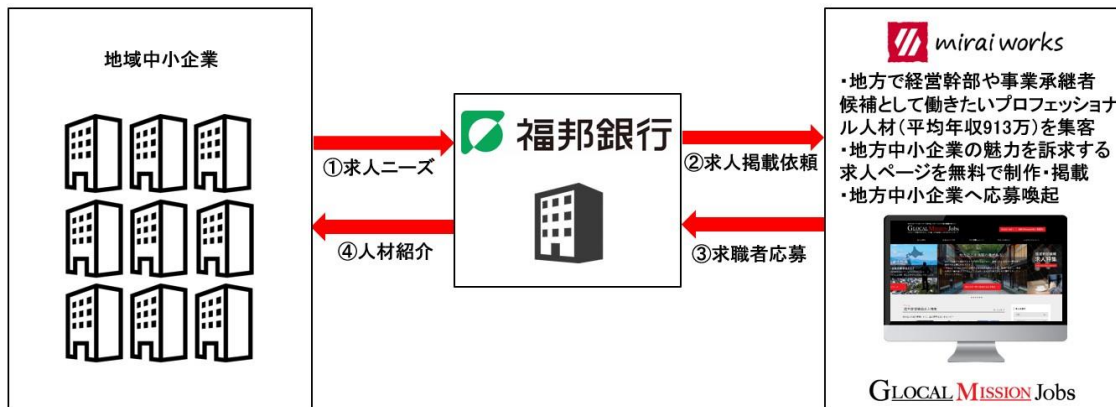 地域中小企業
①求人ニーズ
④人材紹介
福邦銀行
②求人掲載依頼
③求職者応募
mirai works
・地方で経営幹部や事業承継者
候補として働きたいプロフェッショナ
ル人材（平均年収913万）を集客
・地方中小企業の魅力を訴求する
求人ページを無料で制作・掲載
・地方中小企業へ応募喚起
GLOCAL MISSION JOBS
GLOCAL MISSION JOBS